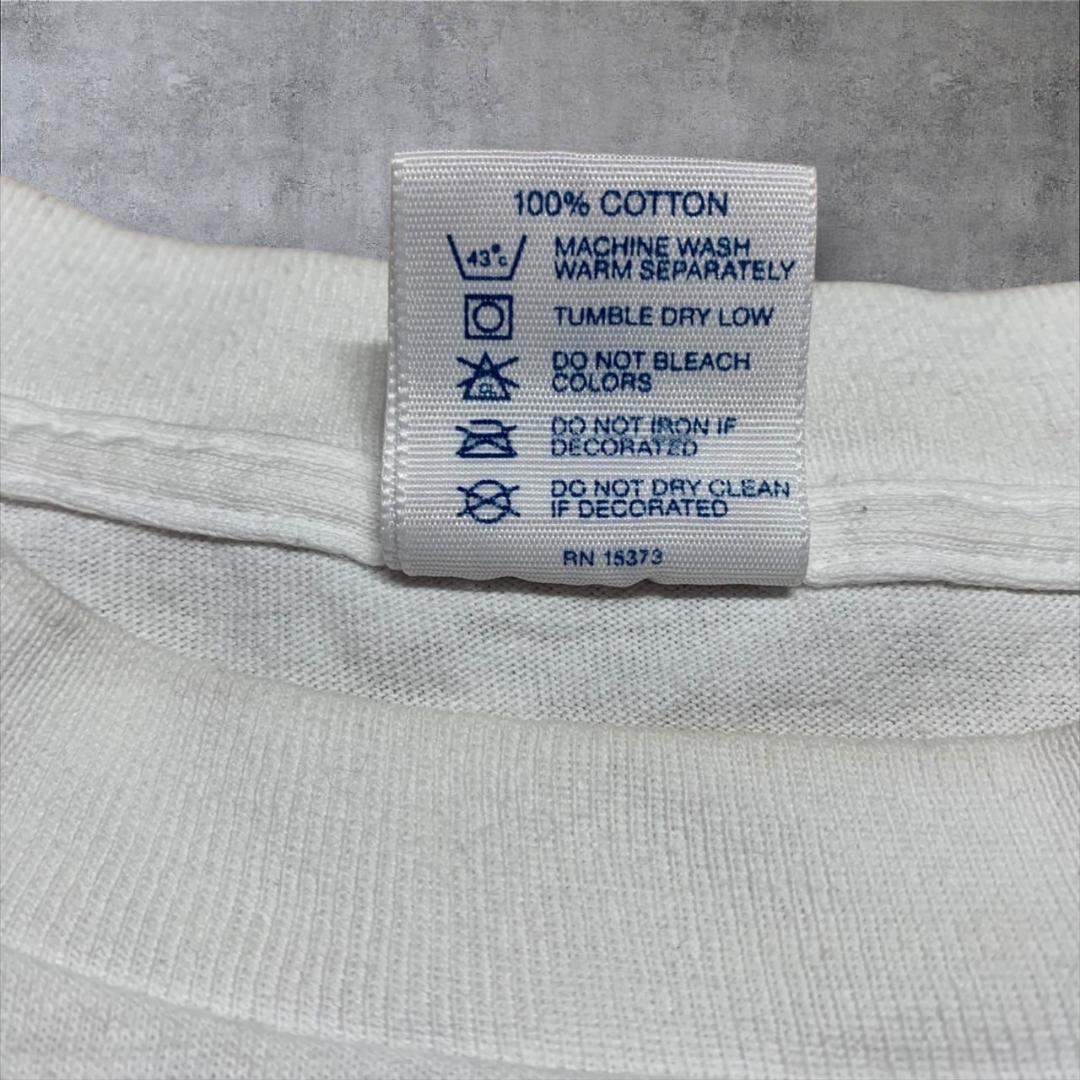 100% COTTON
43°c MACHINE WASH
WARM SEPARATELY
TUMBLE DRY LOW
CL DO NOT BLEACH
COLORS
DO NOT IRON IF
DECORATED
DO NOT DRY CLEAN
IF DECORATED
RN 15373